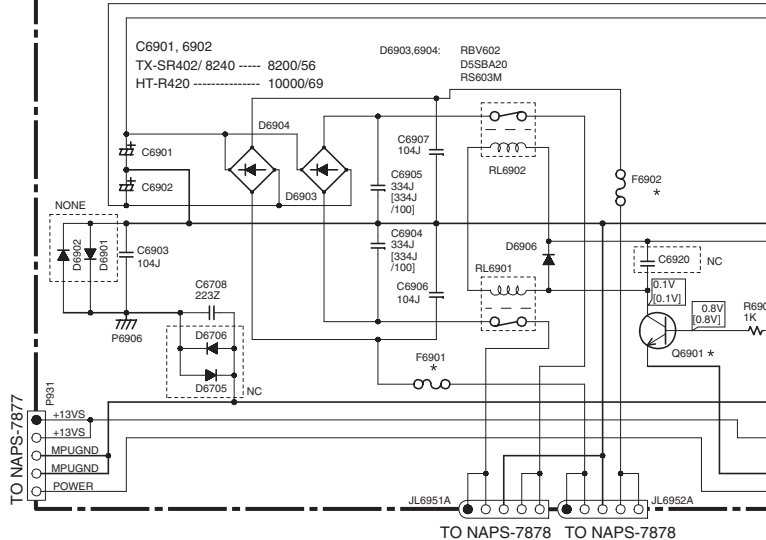 C6901, 6902
TX-SR402/ 8240 ----- 8200/56
HT-R420 ---------------- 10000/69
D6903,6904: RBV602
D5SBA20
RS603M
D6904
C6907
104J
RL6902
C6901
C6902
D6903
C6905
334J
[334J
/100]
F6902
*
NONE
D6902
D6901
C6903
104J
C6904
334J
[334J
/100]
D6906
C6920
NC
RL6901
C6906
104J
C6708
223Z
P6906
0.1V
[0.1V]
0.8V
[0.8V]
R690
1K
D6706
D6705
NC
F6901
*
Q6901 *
TO NAPS-7877
P931
+13VS
+13VS
MPUGND
MPUGND
POWER
JL6951A
JL6952A
TO NAPS-7878
TO NAPS-7878